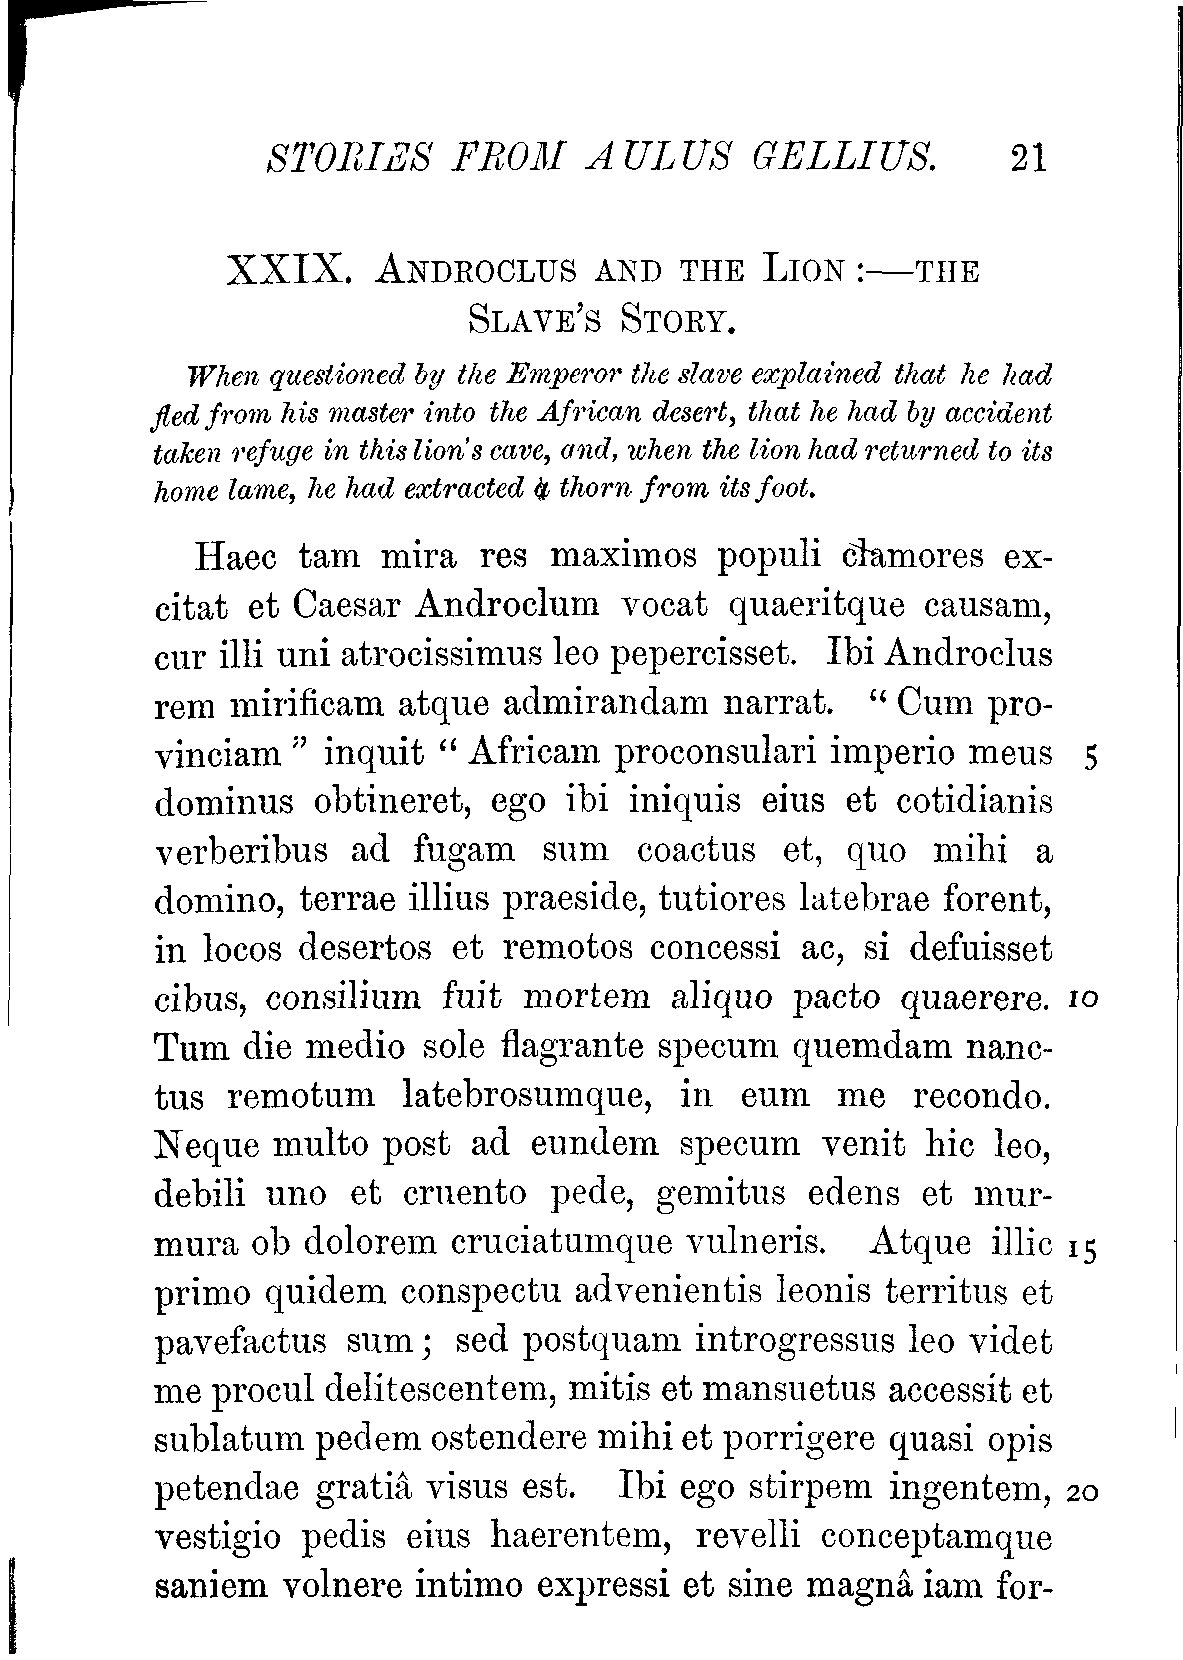 STORIES FROM AULUS GELLIUS. 21
XXIX. ANDROCLUS AND THE LION :—THE
SLAVE'S STORY.
When questioned by the Emperor the slave explained that he had
fled from his master into the African desert, that he had by accident
taken refuge in this lion's cave, and, when the lion had returned to its
home lame, he had extracted a thorn from its foot.
Haec tam mira res maximos populi clamores ex-
citat et Caesar Androclum vocat quaeritque causam,
cur illi uni atrocissimus leo pepercisset. Ibi Androclus
rem mirificam atque admirandam narrat. “ Cum pro-
vinciam ” inquit “ Africam proconsulari imperio meus 5
dominus obtineret, ego ibi iniquis eius et cotidianis
verberibus ad fugam sum coactus et, quo mihi a
domino, terrae illius praeside, tutiores latebrae forent,
in locos desertos et remotos concessi ac, si defuisset
cibus, consilium fuit mortem aliquo pacto quaerere. 10
Tum die medio sole flagrante specum quemdam nanc-
tus remotum latebrosumque, in eum me recondo.
Neque multo post ad eundem specum venit hic leo,
debili uno et cruento pede, gemitus edens et mur-
mura ob dolorem cruciatumque vulneris. Atque illic 15
primo quidem conspectu advenientis leonis territus et
pavefactus sum; sed postquam introgressus leo videt
me procul delitescentem, mitis et mansuetus accessit et
sublatum pedem ostendere mihi et porrigere quasi opis
petendae gratiâ visus est. Ibi ego stirpem ingentem, 20
vestigio pedis eius haerentem, revelli conceptamque
saniem volnere intimo expressi et sine magnâ iam for-